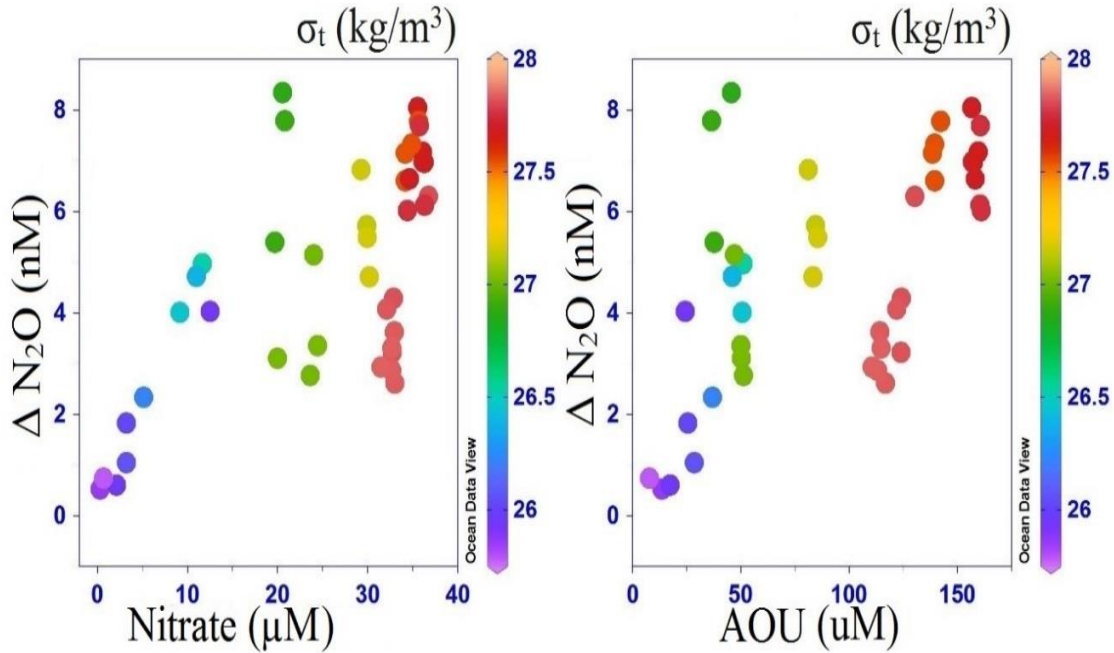 σt (kg/m³)
Δ N₂O (nM)
8
6
4
2
0
0 10 20 30 40
Nitrate (μM)
28
27.5
27
26.5
26
Ocean Data View
σt (kg/m³)
Δ N₂O (nM)
8
6
4
2
0
0 50 100 150
AOU (uM)
28
27.5
27
26.5
26
Ocean Data View